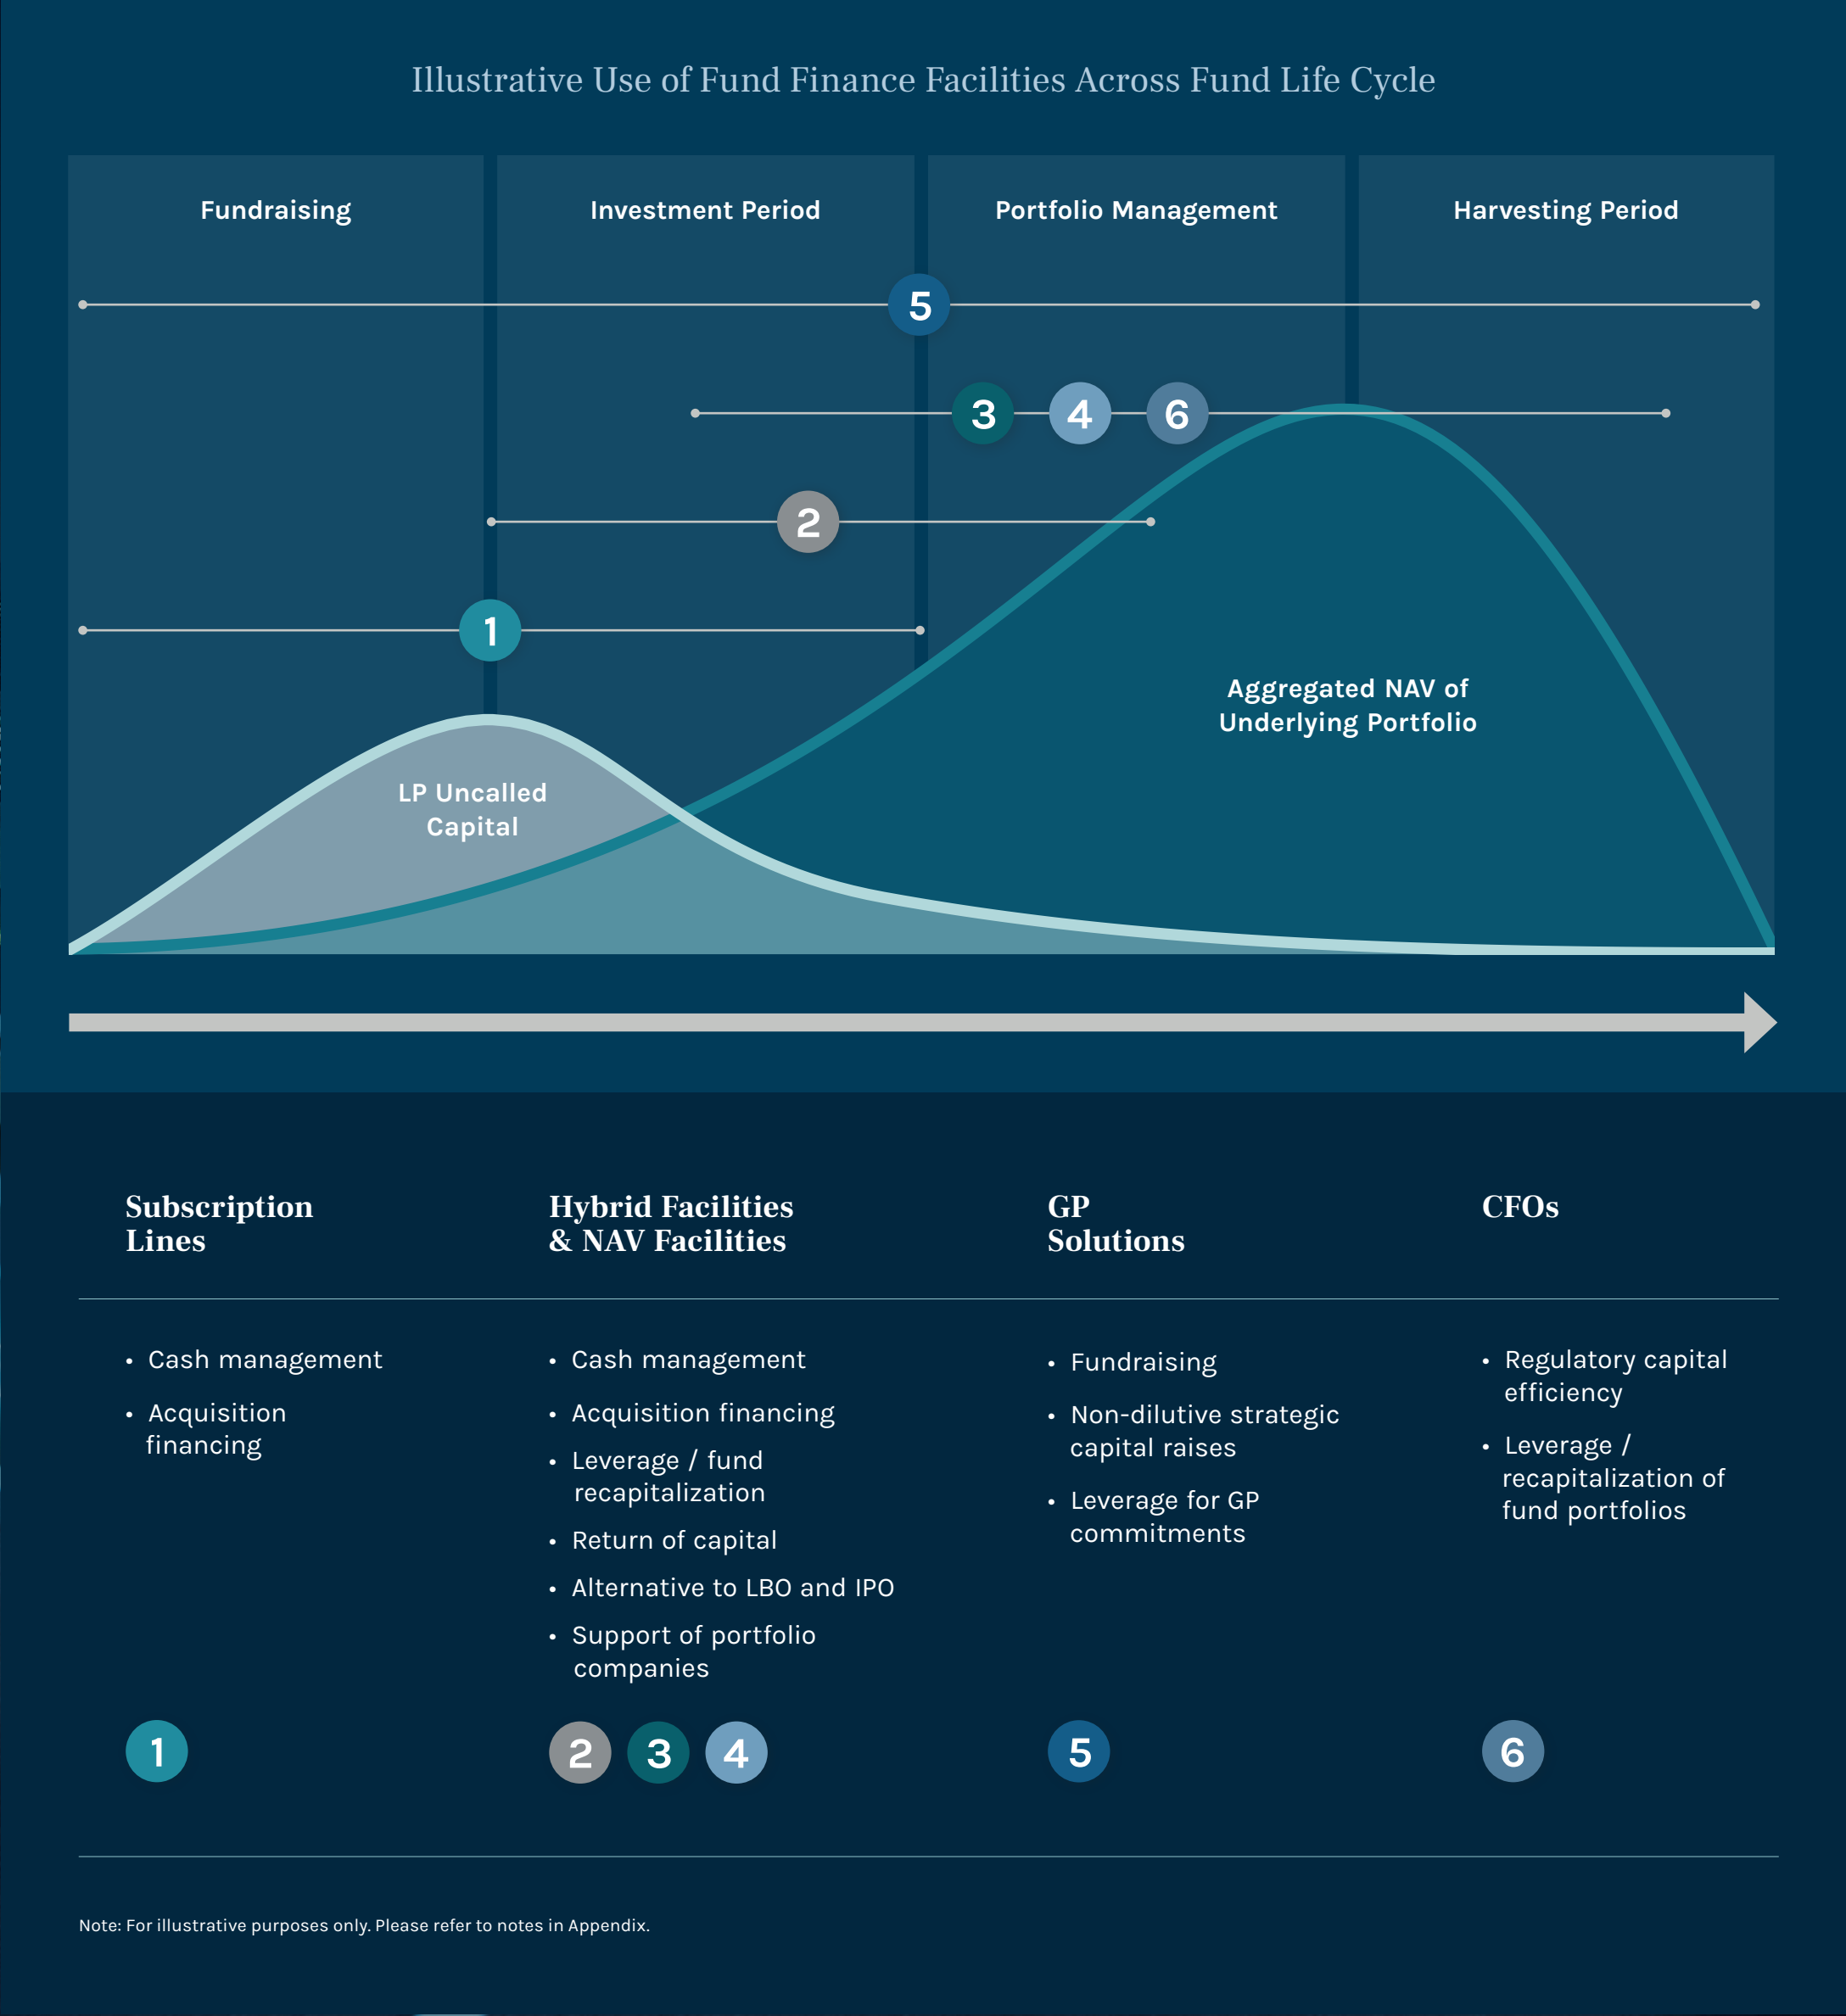 Illustrative Use of Fund Finance Facilities Across Fund Life Cycle
Fundraising
Investment Period
Portfolio Management
Harvesting Period
5
3 4 6
2
1
Aggregated NAV of
Underlying Portfolio
LP Uncalled
Capital
Subscription
Lines
• Cash management
• Acquisition
financing
1
Hybrid Facilities
& NAV Facilities
• Cash management
• Acquisition financing
• Leverage / fund
recapitalization
• Return of capital
• Alternative to LBO and IPO
• Support of portfolio
companies
2 3 4
GP
Solutions
• Fundraising
• Non-dilutive strategic
capital raises
• Leverage for GP
commitments
5
CFOs
• Regulatory capital
efficiency
• Leverage /
recapitalization of
fund portfolios
6
Note: For illustrative purposes only. Please refer to notes in Appendix.